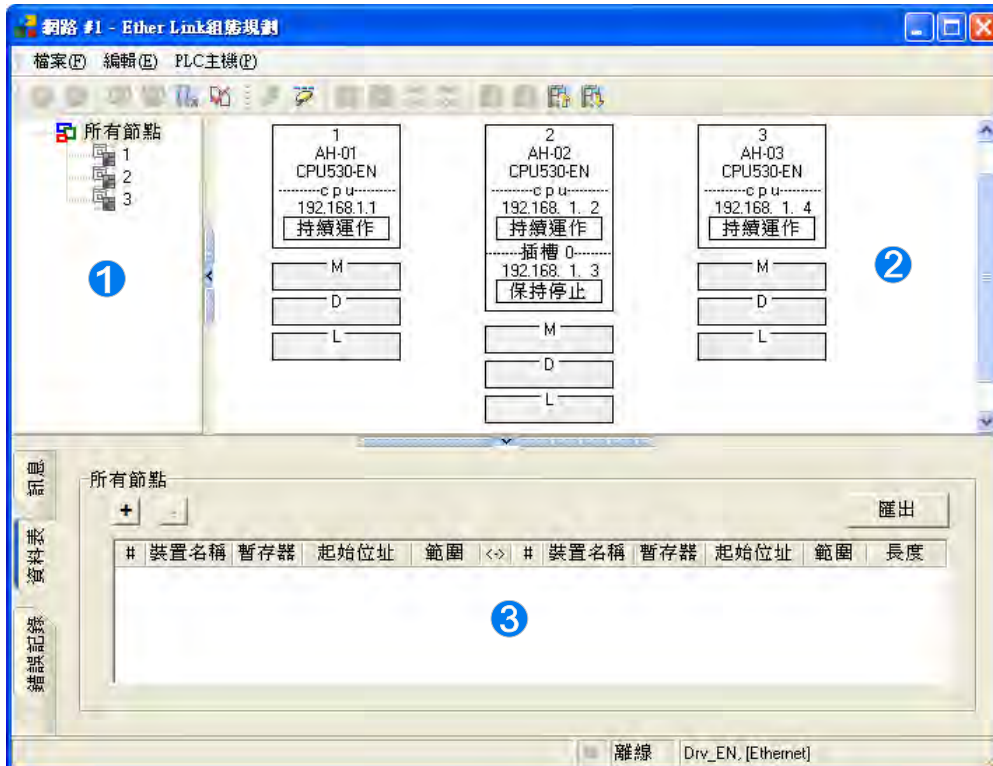 網路 #1 - Ether Link組態規劃
檔案(F) 編輯(E) PLC主機(P)
所有節點
1
2
3
1
1
AH-01
CPU530-EN
cpu
192.168.1.1
持續運作
M
D
L
2
AH-02
CPU530-EN
cpu
192.168. 1. 2
持續運作
插槽 0
192.168. 1. 3
保持停止
M
D
L
3
AH-03
CPU530-EN
cpu
192.168. 1. 4
持續運作
M
D
L
2
訊息
資料表
錯誤記錄
所有節點
+ -
匯出
# 裝置名稱 暫存器 起始位址 範圍 <-> # 裝置名稱 暫存器 起始位址 範圍 長度
3
離線 Drv_EN, [Ethernet]